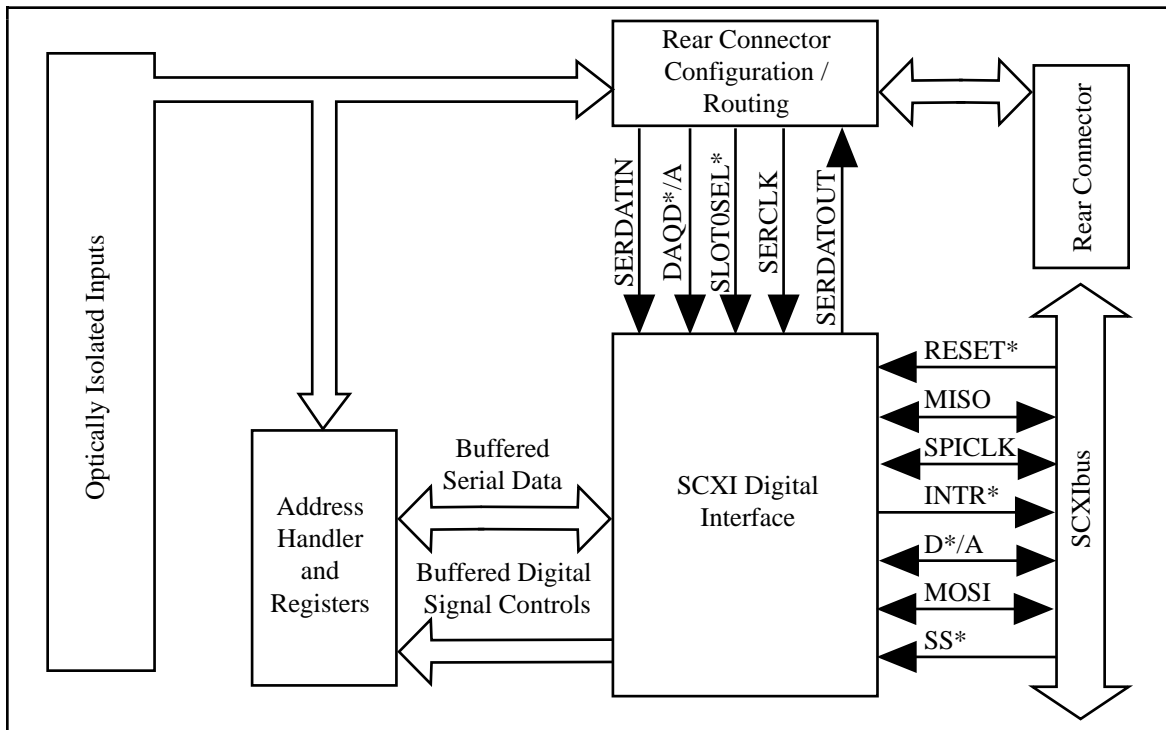 Optically Isolated Inputs
Rear Connector
Configuration /
Routing
Rear Connector
SERDATIN
DAQD*/A
SLOT0SEL*
SERCLK
SERDATOUT
Address
Handler
and
Registers
Buffered
Serial Data
Buffered Digital
Signal Controls
SCXI Digital
Interface
RESET*
MISO
SPICLK
INTR*
D*/A
MOSI
SS*
SCXIbus